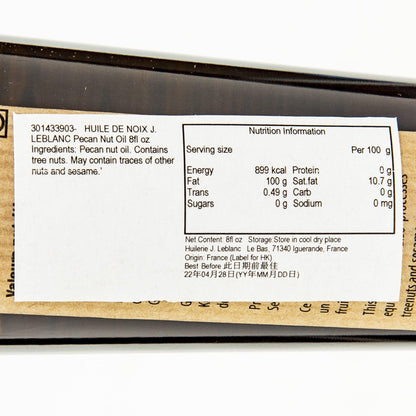 301433903-   HUILE DE NOIX J.
LEBLANC Pecan Nut Oil 8fl oz
Ingredients: Pecan nut oil. Contains
tree nuts. May contain traces of other
nuts and sesame.
Nutrition Information
Serving size Per 100 g
Energy 899 kcal Protein 0 g
Fat 100 g Sat.fat 10.7 g
Trans 0.49 g Carb 0 g
Sugars 0 g Sodium 0 mg
Net Content: 8fl oz   Storage:Store in cool dry place
Huilerie J. Leblanc   Le Bas, 71340 Iguerande, France
Origin: France (Label for HK)
Best Before 此日期前最佳
22年04月28日(YY年MM月DD日)